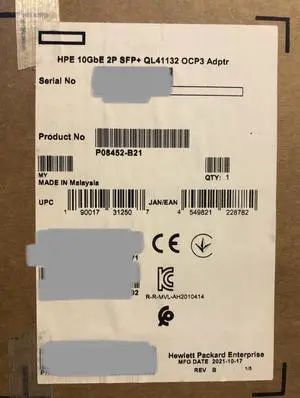 HPE 10GbE 2P SFP+ QL41132 OCP3 Adptr
Serial No
Product No
P08452-B21
MY
MADE IN Malaysia
QTY: 1
UPC
JAN/EAN
1 90017 31250 7
4 549821 228782
R-R-MVL-AH2010414
Hewlett Packard Enterprise
MFG DATE 2021-10-17
REV B
1/5